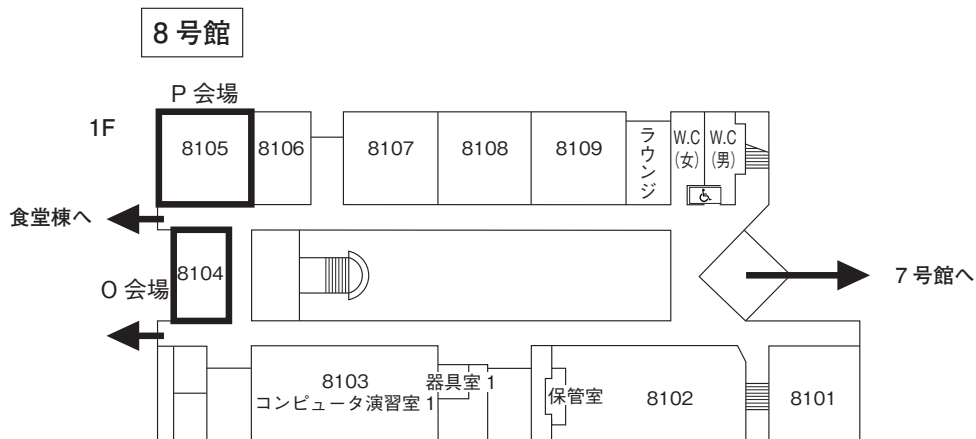 8 号館
P 会場
1F
8105
8106
8107
8108
8109
ラウンジ
W.C
(女)
W.C
(男)
食堂棟へ
8104
O 会場
7 号館へ
8103
コンピュータ演習室 1
器具室 1
保管室
8102
8101